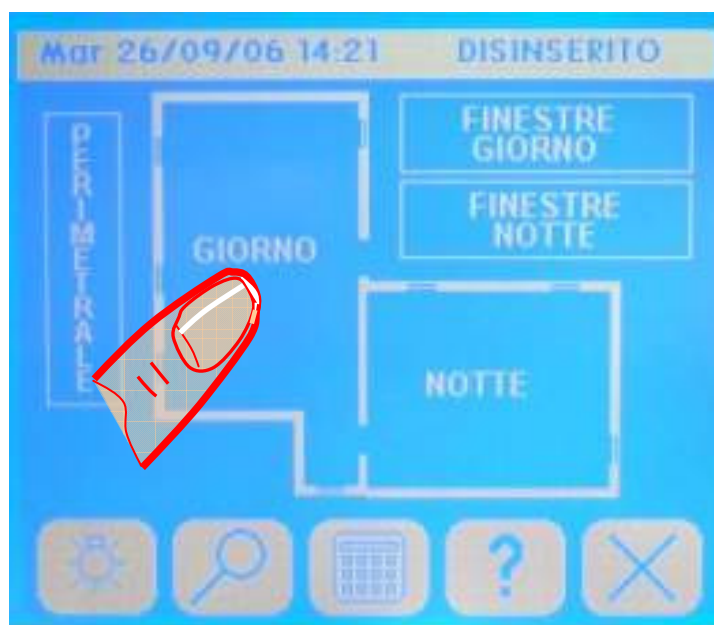 Mar 26/09/06 14:21 DISINSERITO
PERIMETRALE
FINESTRE
GIORNO
FINESTRE
NOTTE
GIORNO
NOTTE
?